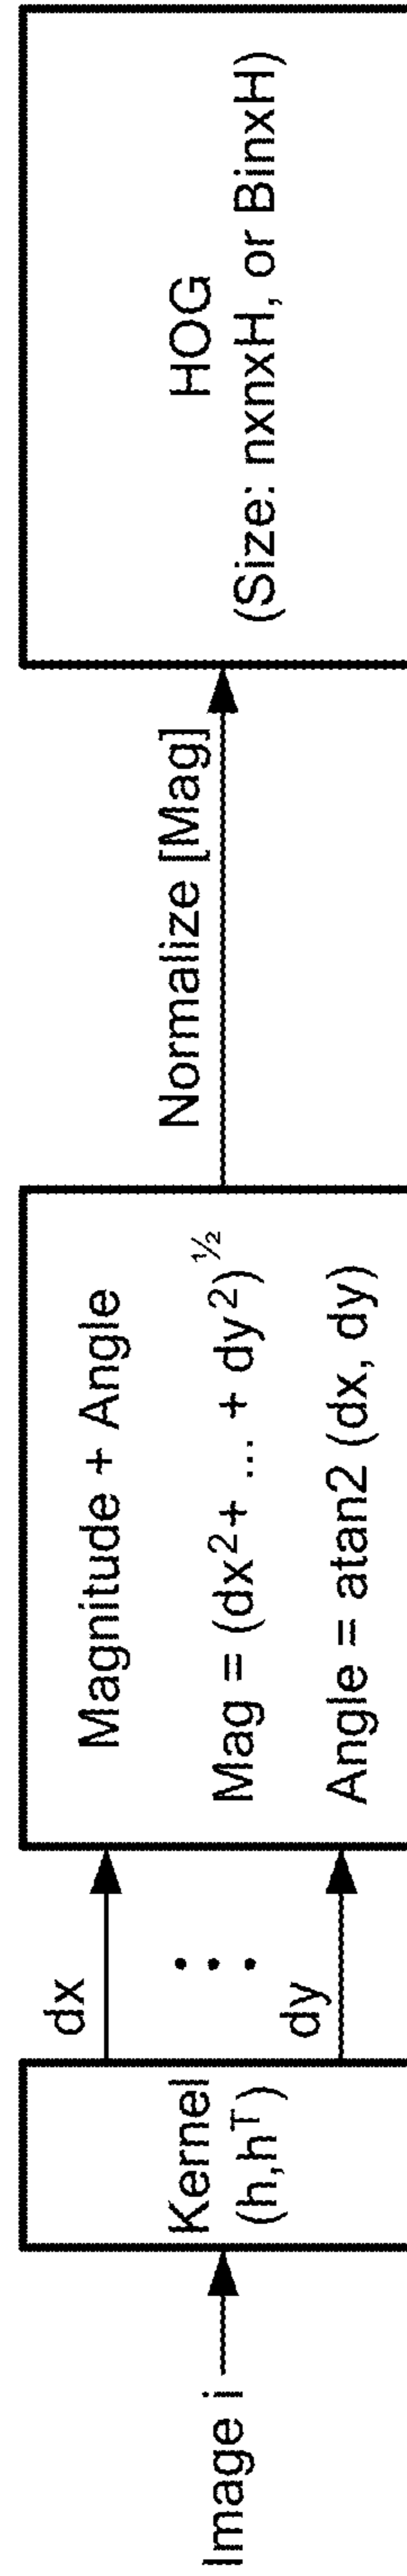 Image i
Kernel
(h,hᵀ)
dx
⋮
dy
Magnitude + Angle
Mag = (dx² + ... + dy²)^½
Angle = atan2 (dx, dy)
Normalize [Mag]
HOG
(Size: nxnxH, or BinxH)